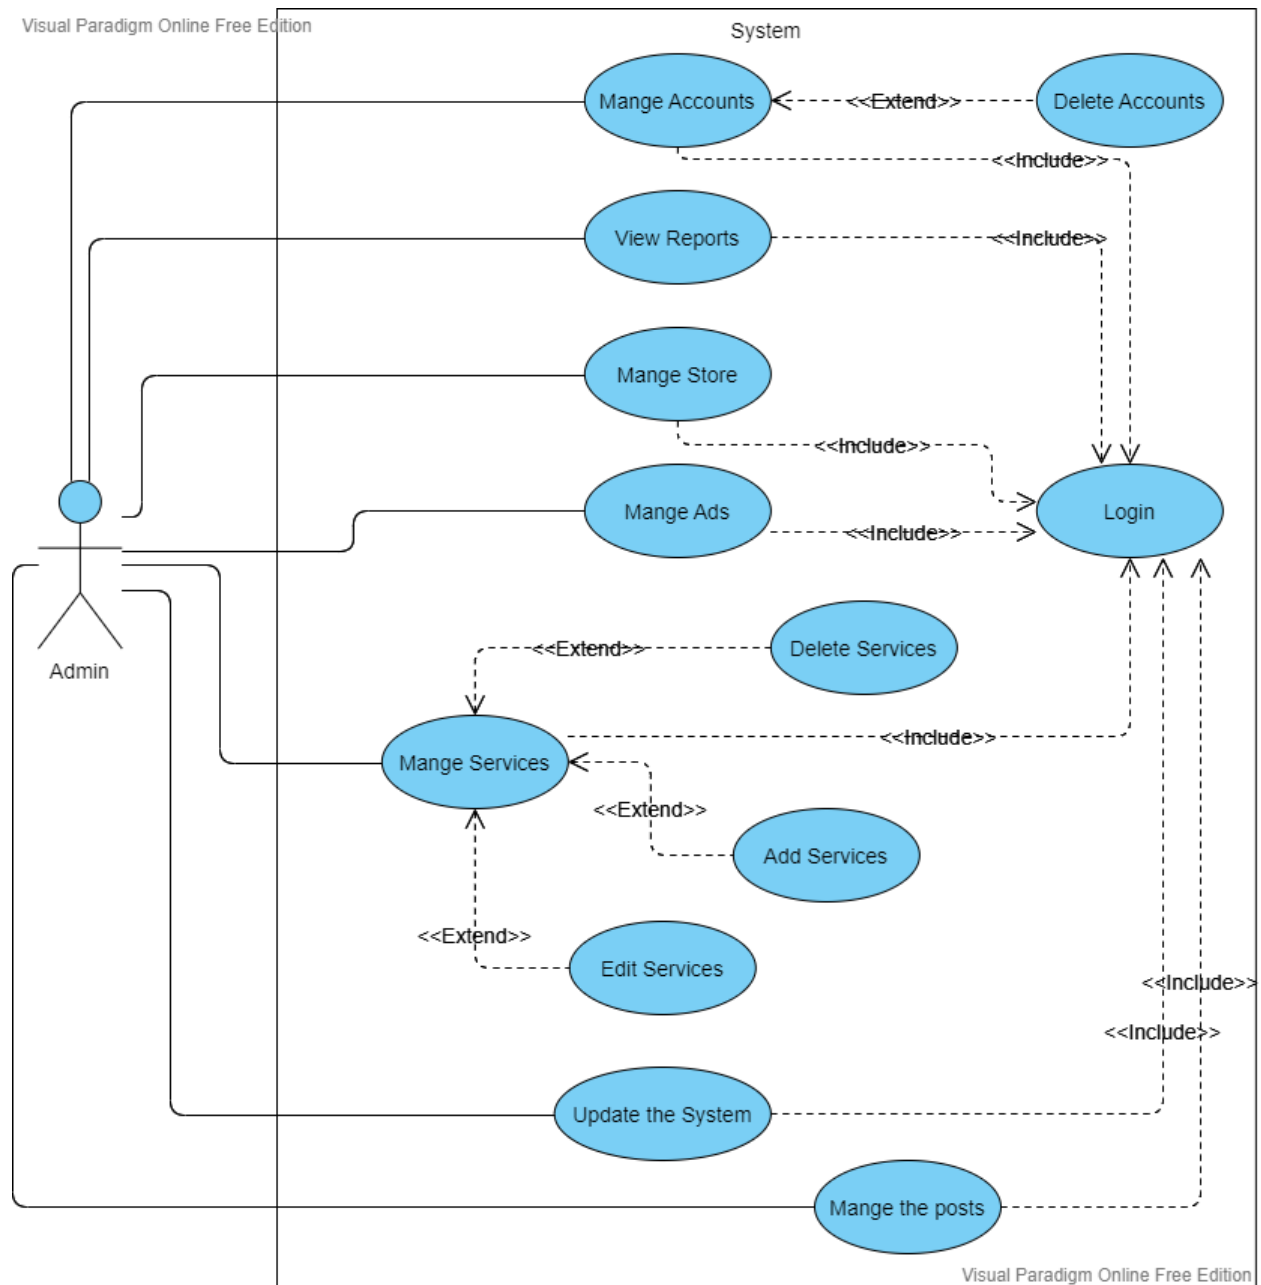 Visual Paradigm Online Free Edition
System
Mange Accounts
<<Extend>>
Delete Accounts
<<Include>>
View Reports
<<Include>>
Mange Store
<<Include>>
Mange Ads
<<Include>>
Login
Admin
<<Extend>>
Delete Services
<<Include>>
Mange Services
<<Extend>>
Add Services
<<Extend>>
Edit Services
<<Include>>
<<Include>>
Update the System
Mange the posts
Visual Paradigm Online Free Edition